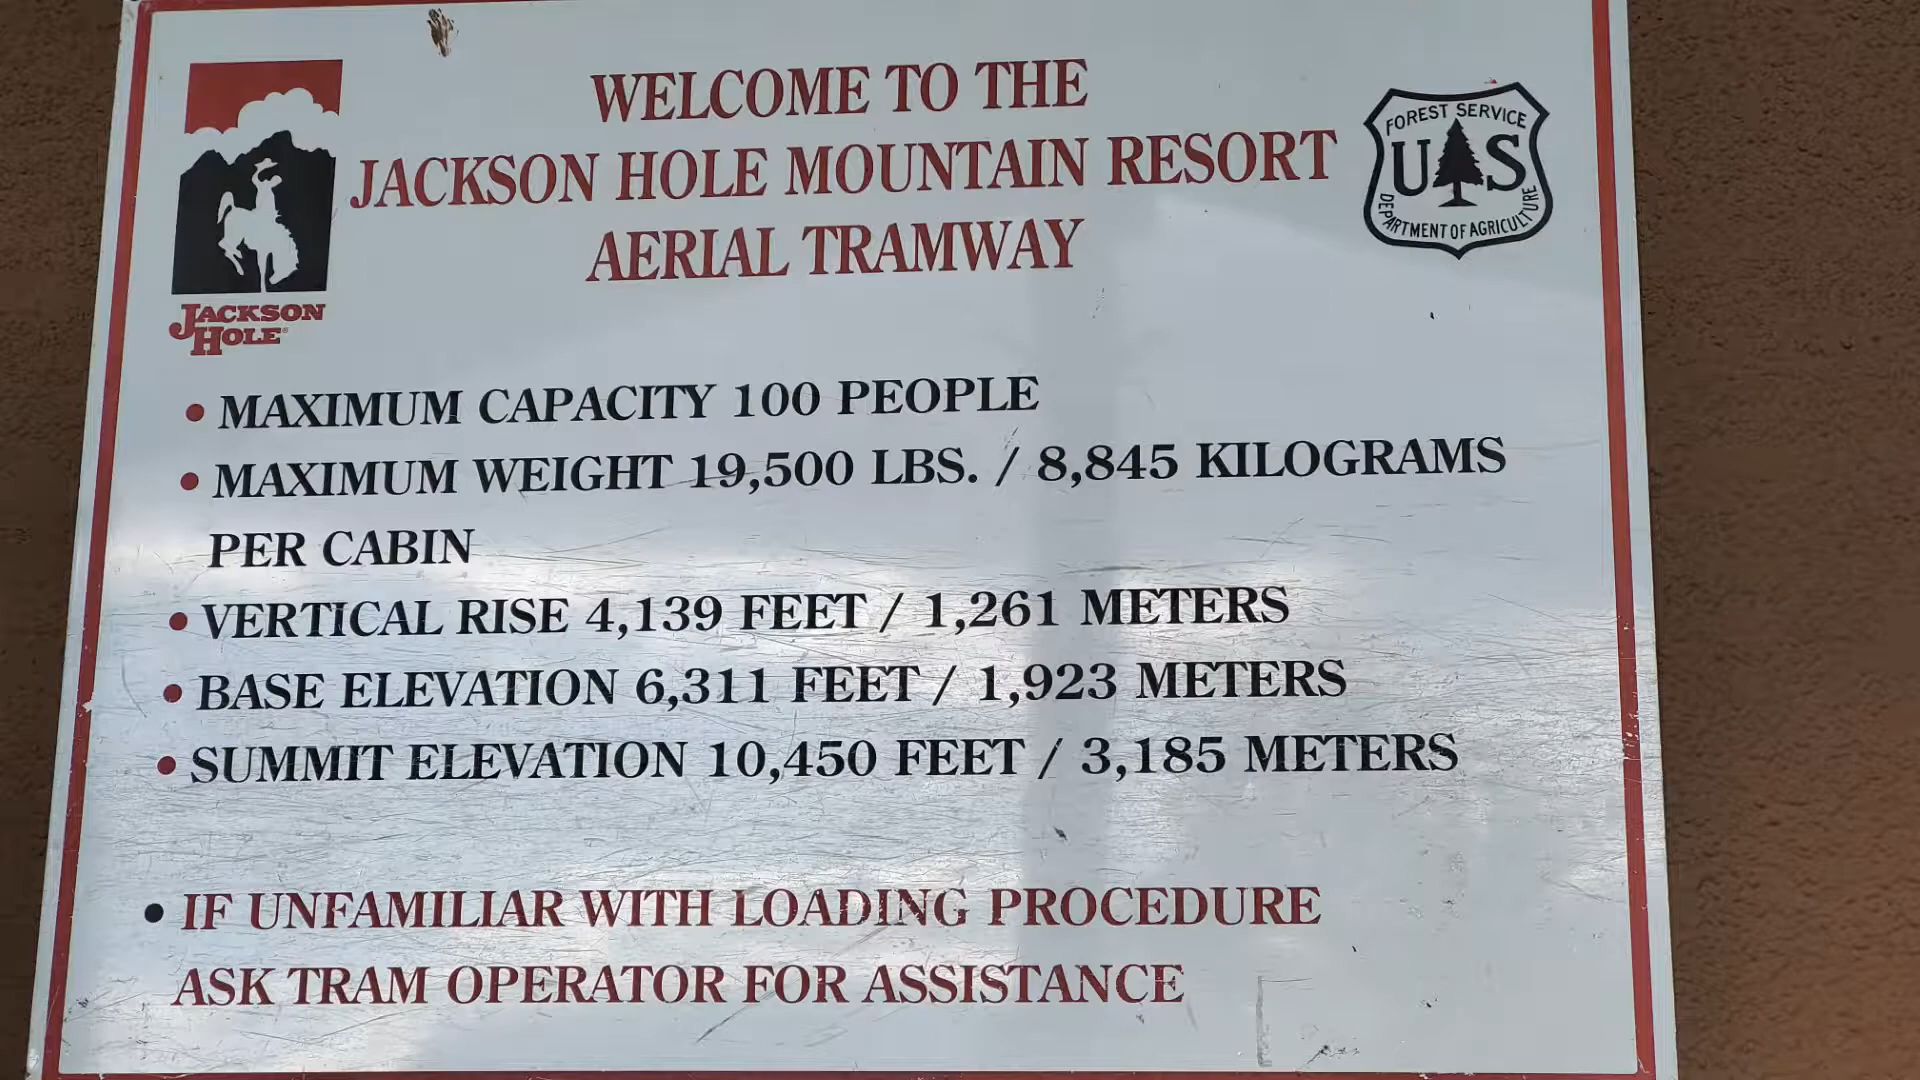 WELCOME TO THE
JACKSON HOLE MOUNTAIN RESORT
AERIAL TRAMWAY
JACKSON
HOLE®
FOREST SERVICE
U S
DEPARTMENT OF AGRICULTURE
• MAXIMUM CAPACITY 100 PEOPLE
• MAXIMUM WEIGHT 19,500 LBS. / 8,845 KILOGRAMS
PER CABIN
• VERTICAL RISE 4,139 FEET / 1,261 METERS
• BASE ELEVATION 6,311 FEET / 1,923 METERS
• SUMMIT ELEVATION 10,450 FEET / 3,185 METERS
• IF UNFAMILIAR WITH LOADING PROCEDURE
ASK TRAM OPERATOR FOR ASSISTANCE